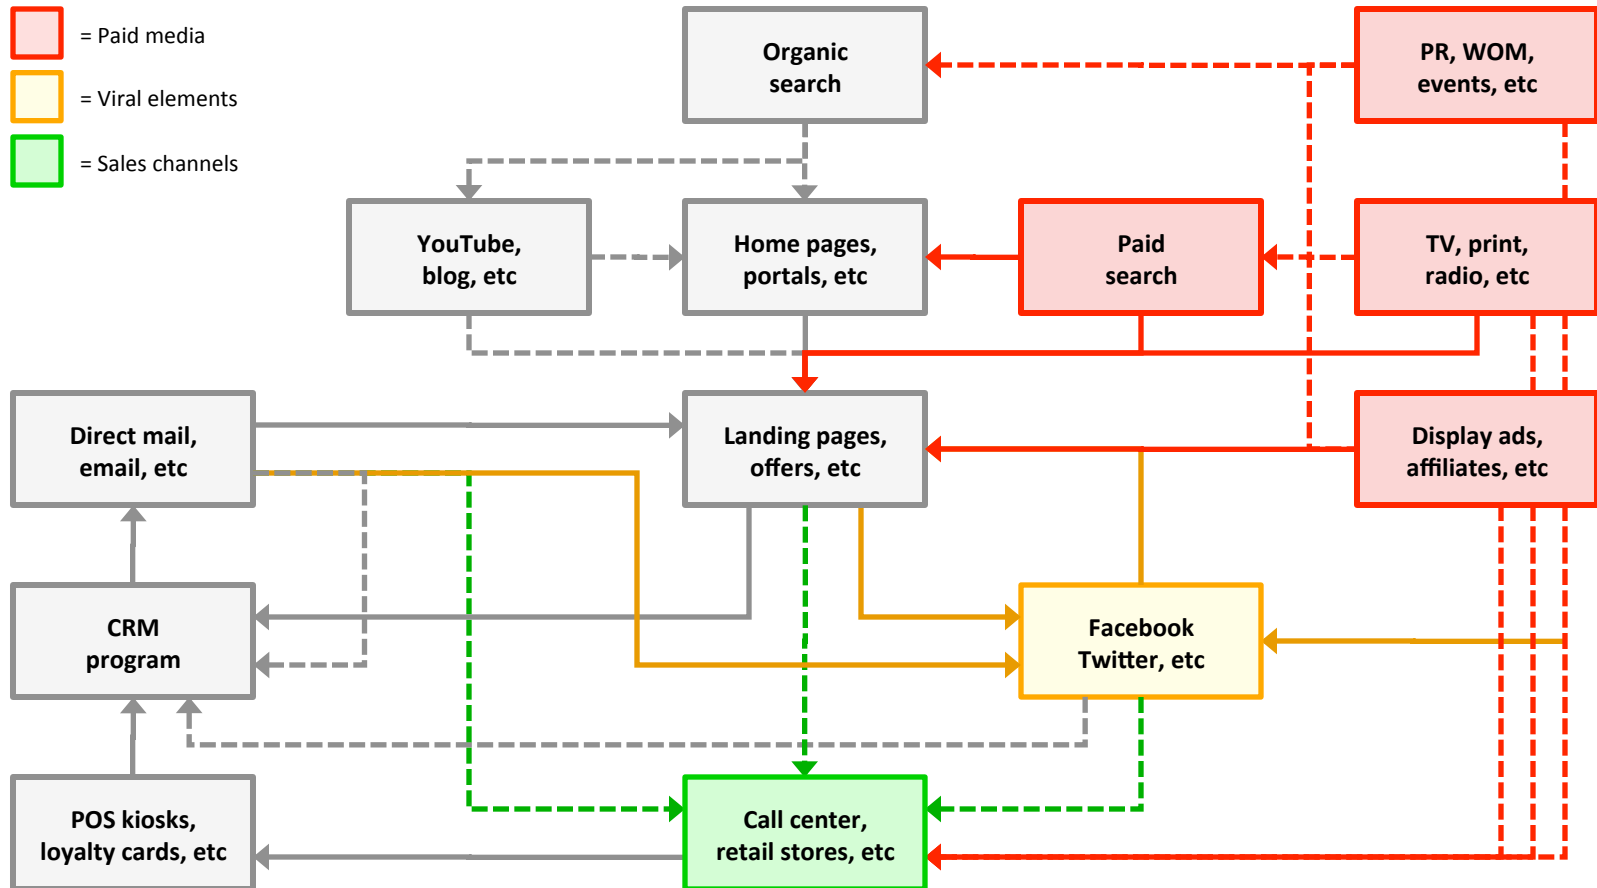 = Paid media
= Viral elements
= Sales channels
Organic
search
PR, WOM,
events, etc
YouTube,
blog, etc
Home pages,
portals, etc
Paid
search
TV, print,
radio, etc
Direct mail,
email, etc
Landing pages,
offers, etc
Display ads,
affiliates, etc
CRM
program
Facebook
Twitter, etc
POS kiosks,
loyalty cards, etc
Call center,
retail stores, etc